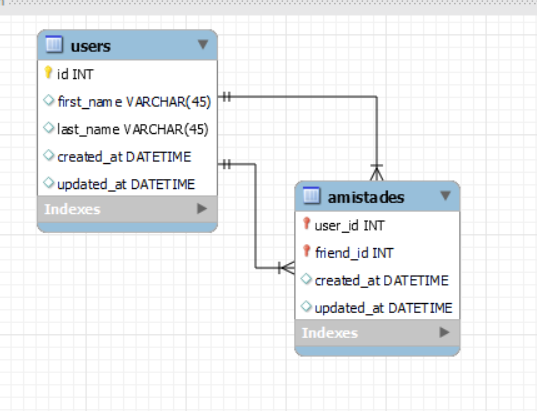 users
id INT
first_name VARCHAR(45)
last_name VARCHAR(45)
created_at DATETIME
updated_at DATETIME
Indexes
amistades
user_id INT
friend_id INT
created_at DATETIME
updated_at DATETIME
Indexes